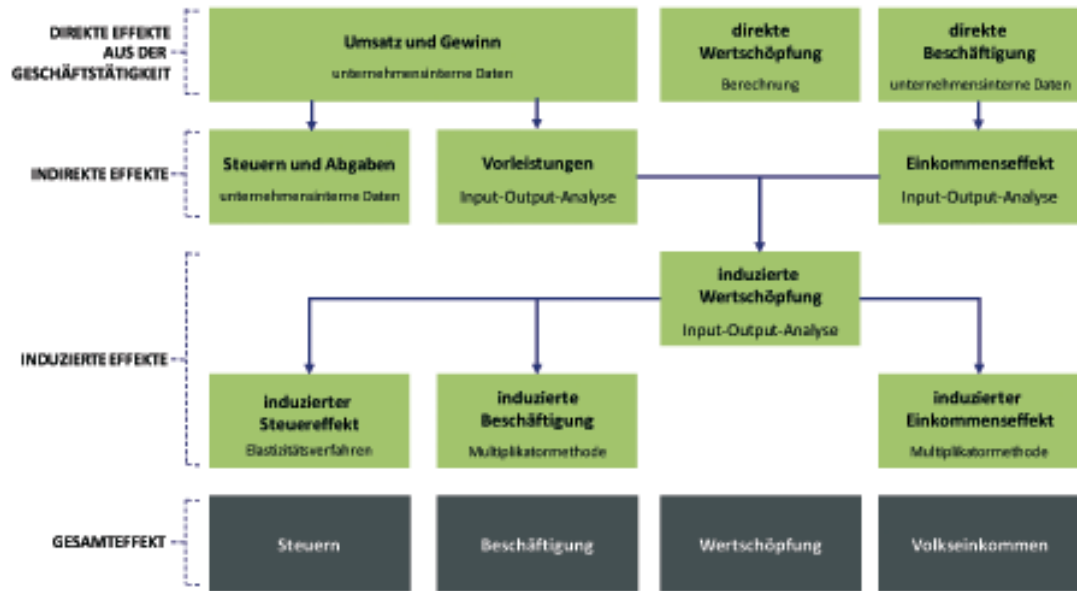 DIREKTE EFFEKTE
AUS DER
GESCHÄFTSTÄTIGKEIT
Umsatz und Gewinn
unternehmensinterne Daten
direkte
Wertschöpfung
Berechnung
direkte
Beschäftigung
unternehmensinterne Daten
INDIREKTE EFFEKTE
Steuern und Abgaben
unternehmensinterne Daten
Vorleistungen
Input-Output-Analyse
Einkommenseffekt
Input-Output-Analyse
INDUZIERTE EFFEKTE
induzierte
Wertschöpfung
Input-Output-Analyse
induzierter
Steuereffekt
Elastizitätsverfahren
induzierte
Beschäftigung
Multiplikatormethode
induzierter
Einkommenseffekt
Multiplikatormethode
GESAMTEFFEKT
Steuern
Beschäftigung
Wertschöpfung
Volkseinkommen